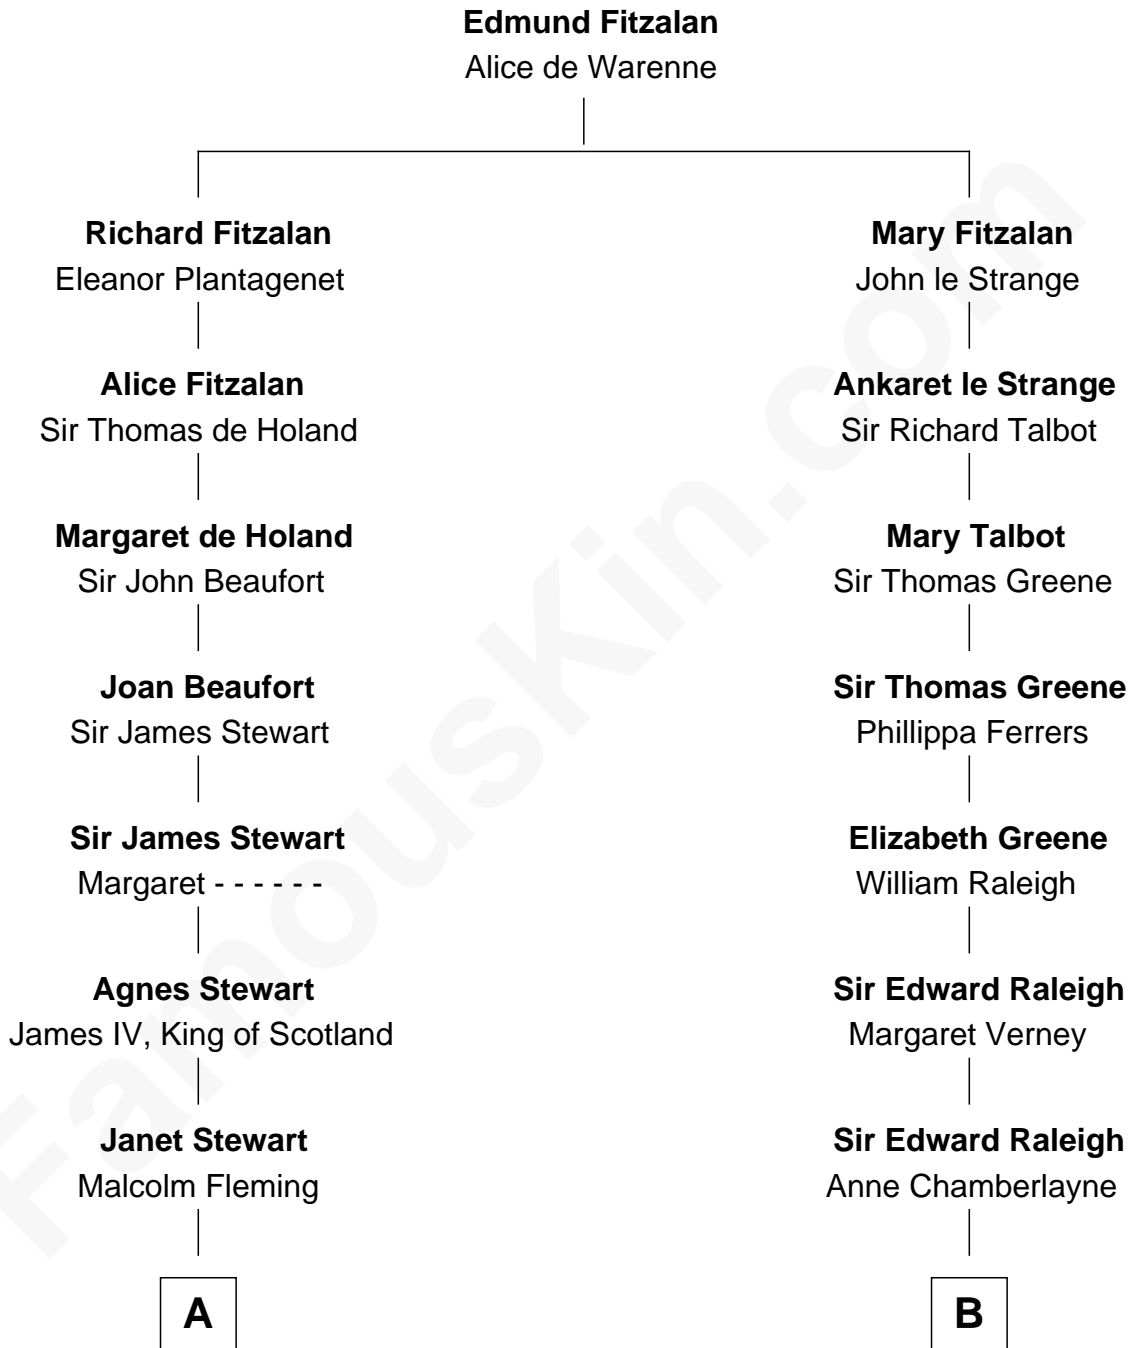 Edmund Fitzalan
Alice de Warenne
Richard Fitzalan
Eleanor Plantagenet
Mary Fitzalan
John le Strange
Alice Fitzalan
Sir Thomas de Holand
Ankaret le Strange
Sir Richard Talbot
Margaret de Holand
Sir John Beaufort
Mary Talbot
Sir Thomas Greene
Joan Beaufort
Sir James Stewart
Sir Thomas Greene
Phillippa Ferrers
Sir James Stewart
Margaret - - - - - -
Elizabeth Greene
William Raleigh
Agnes Stewart
James IV, King of Scotland
Sir Edward Raleigh
Margaret Verney
Janet Stewart
Malcolm Fleming
Sir Edward Raleigh
Anne Chamberlayne
A
B
FamousKin.com